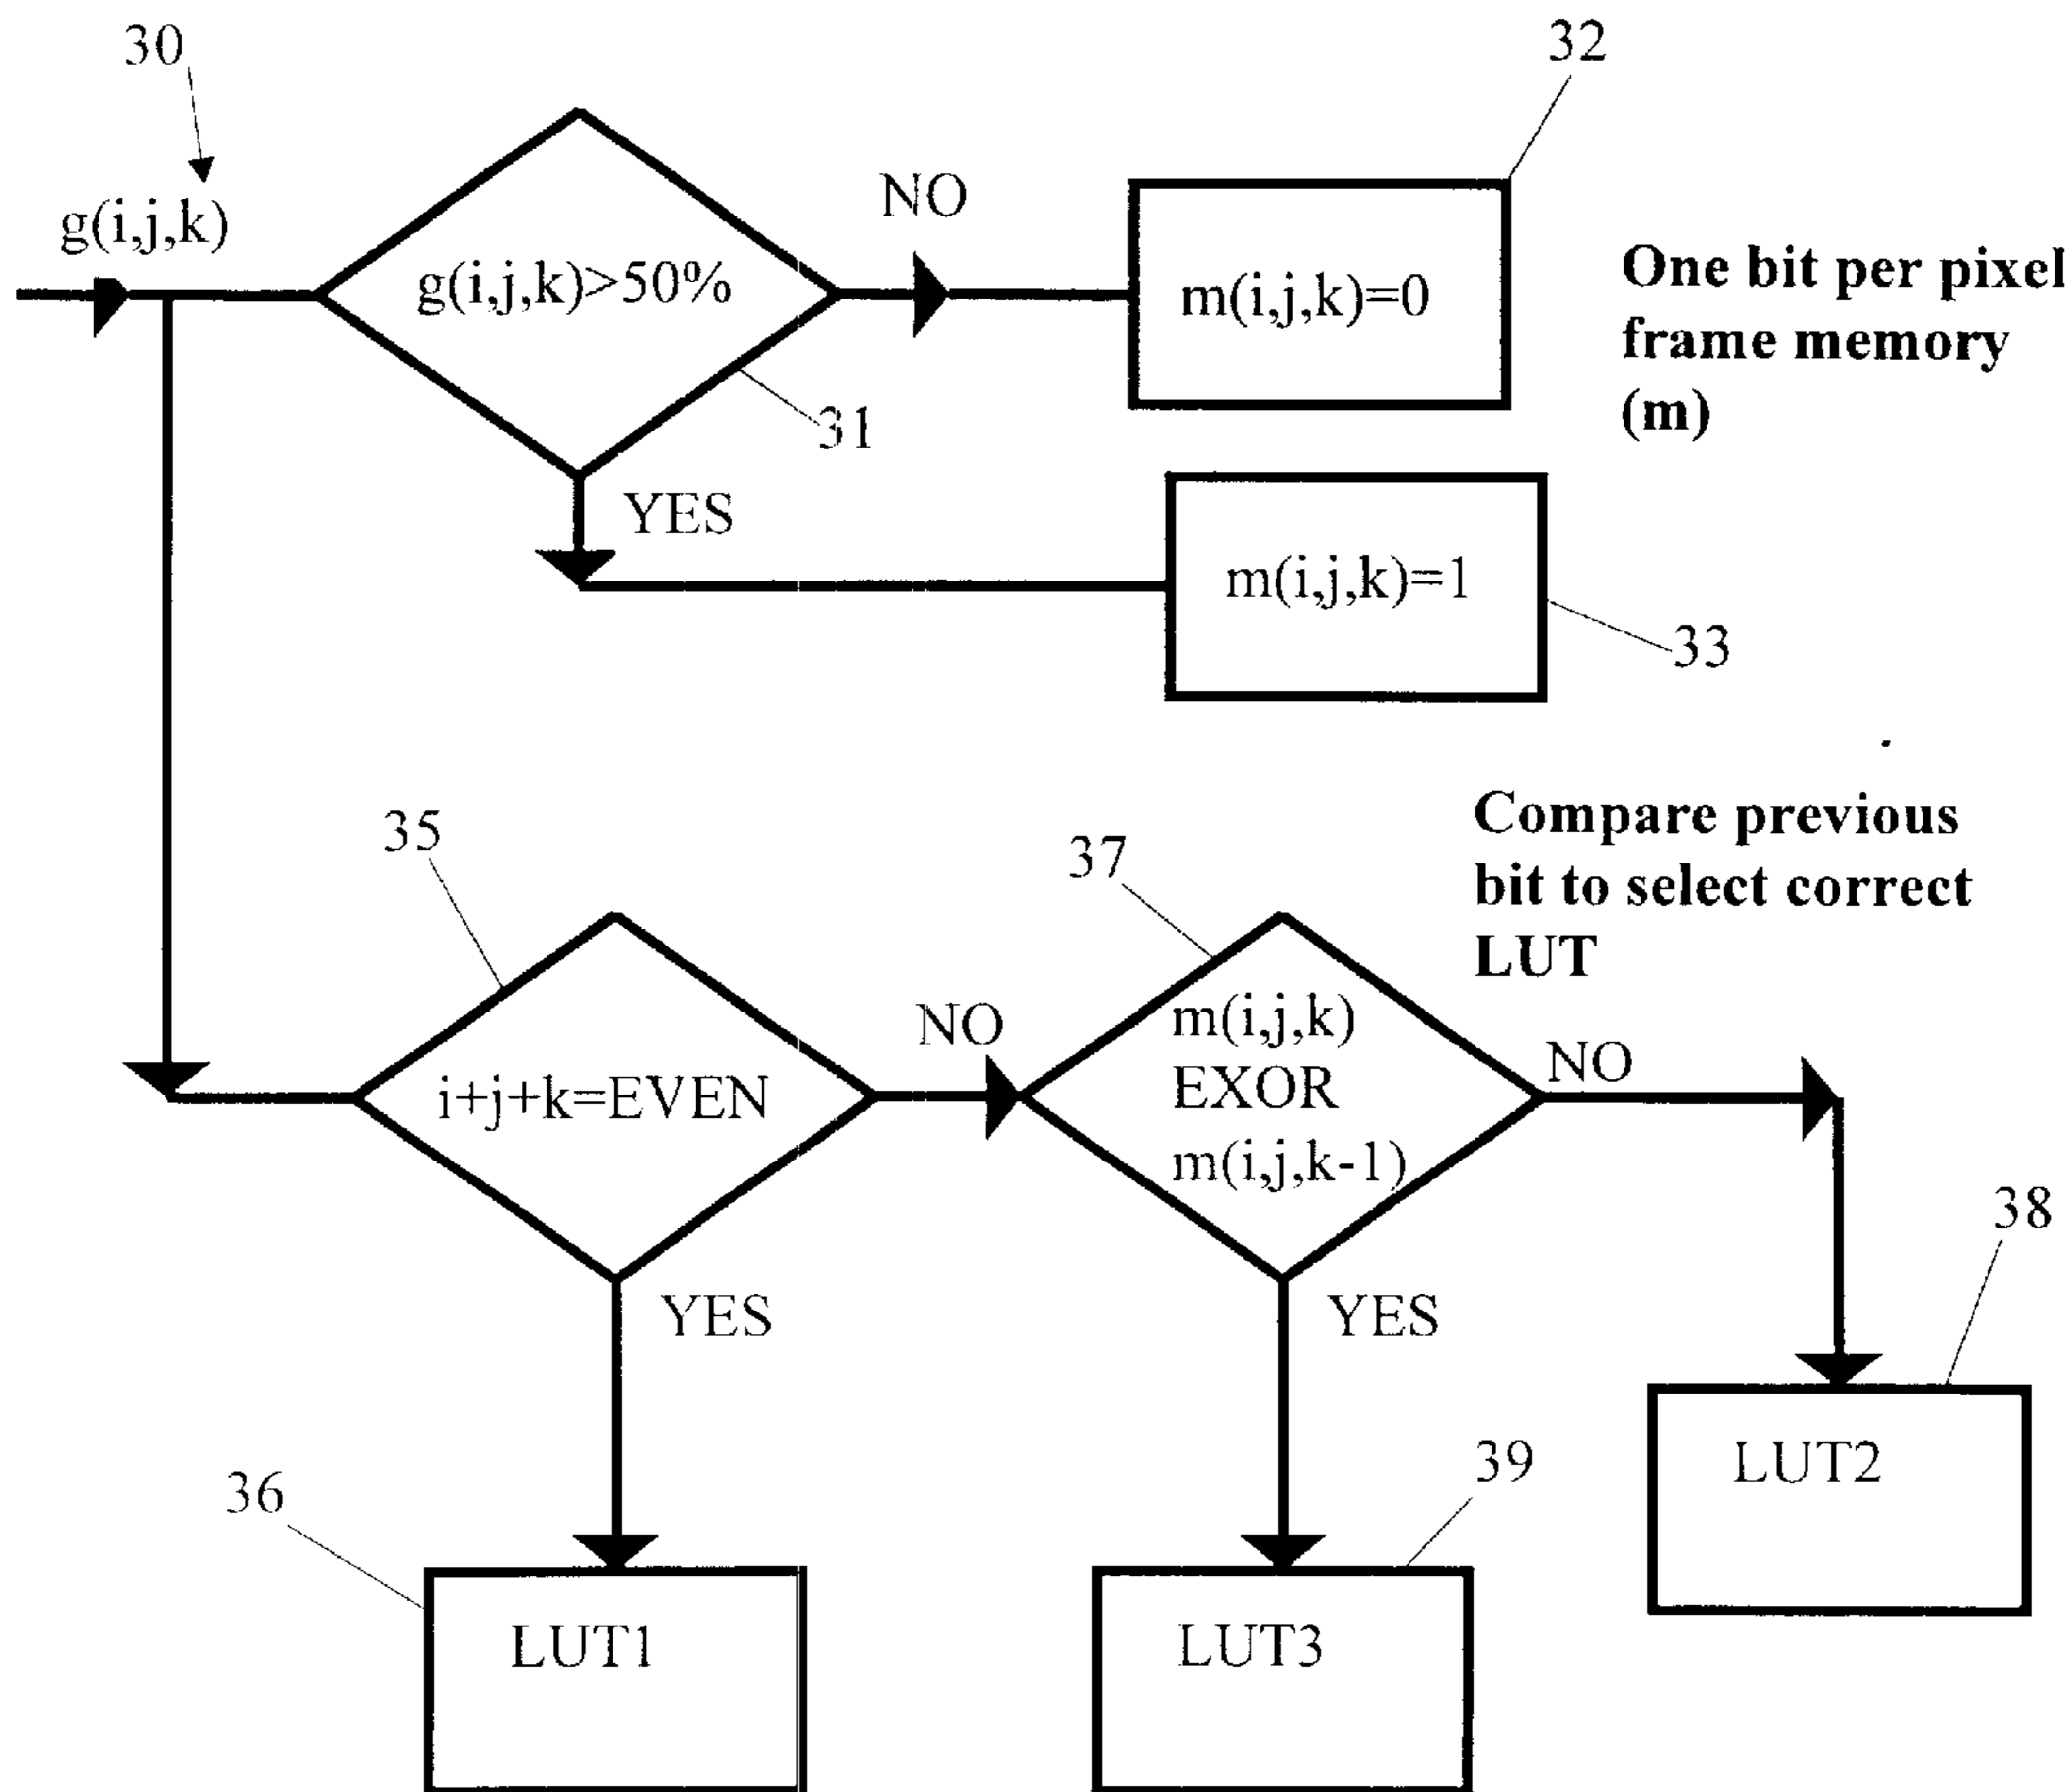 30
32
g(i,j,k)
NO
g(i,j,k)>50%
m(i,j,k)=0
One bit per pixel
frame memory
(m)
31
YES
m(i,j,k)=1
33
Compare previous
bit to select correct
LUT
35
37
i+j+k=EVEN
NO
m(i,j,k)
EXOR
m(i,j,k-1)
NO
38
YES
YES
LUT2
36
39
LUT1
LUT3